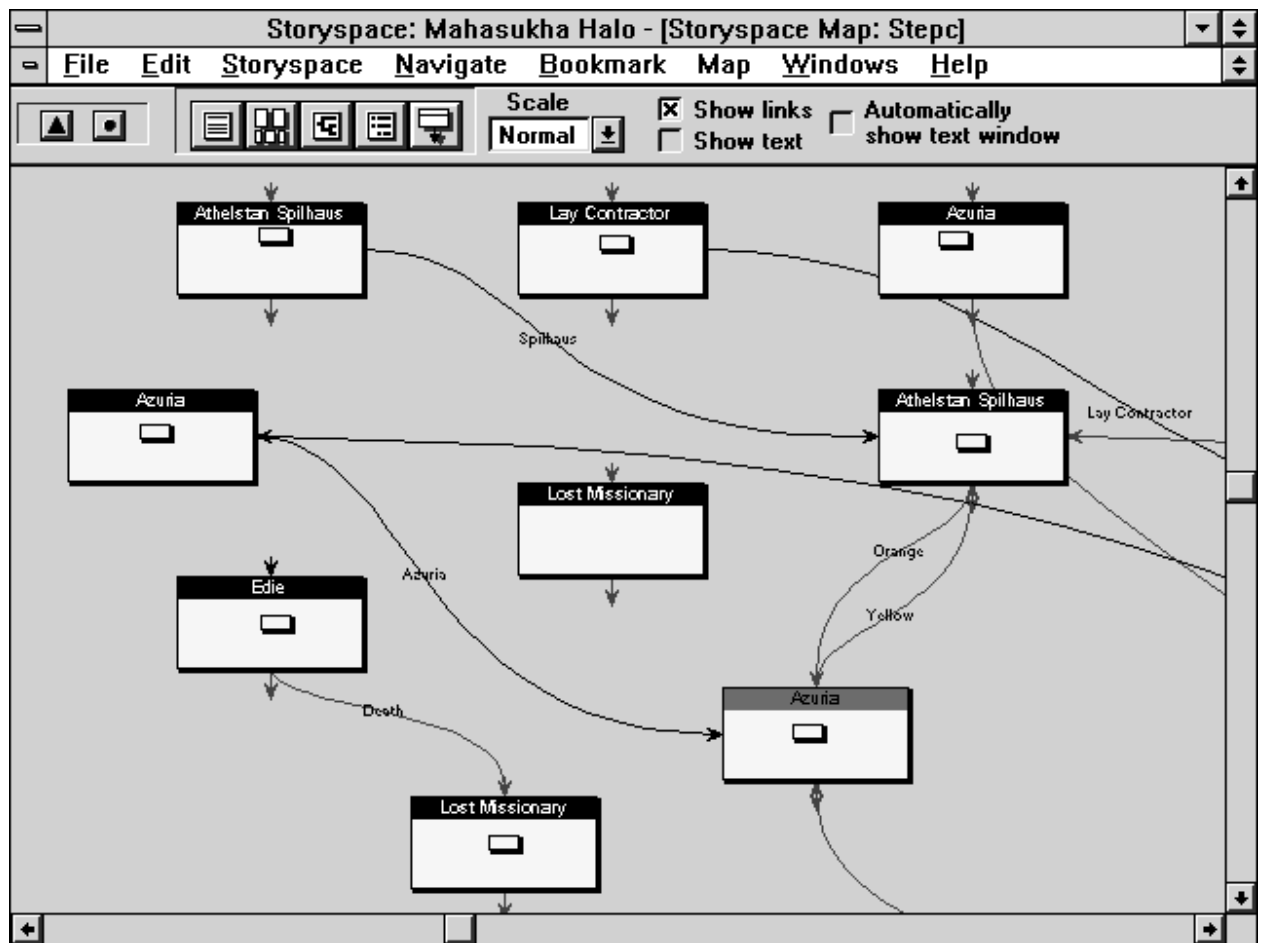 Storyspace: Mahasukha Halo - [Storyspace Map: Stepc]
File Edit Storyspace Navigate Bookmark Map Windows Help
Scale
Normal
Show links
Show text
Automatically
show text window
Athelstan Spilhaus
Lay Contractor
Azuria
Spilhaus
Azuria
Athelstan Spilhaus
Lay Contractor
Lost Missionary
Orange
Azuria
Edie
Yellow
Azuria
Death
Lost Missionary